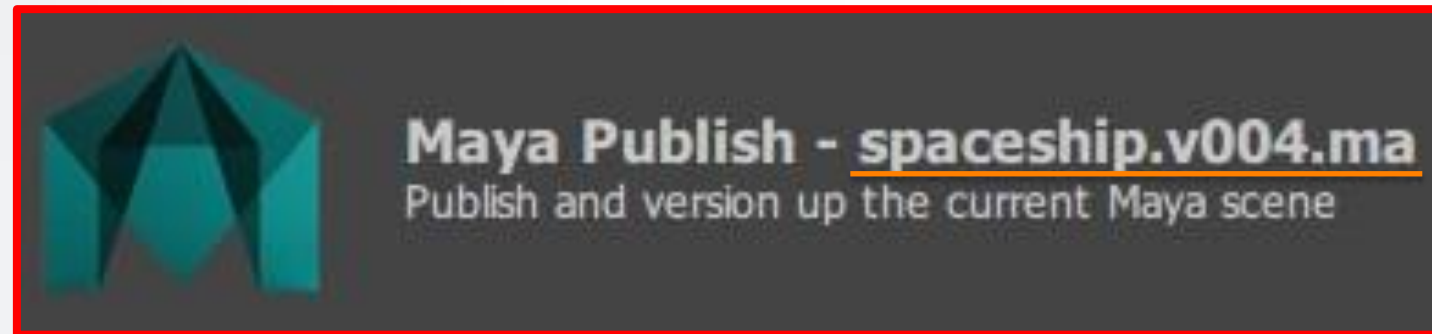 Maya Publish - spaceship.v004.ma
Publish and version up the current Maya scene